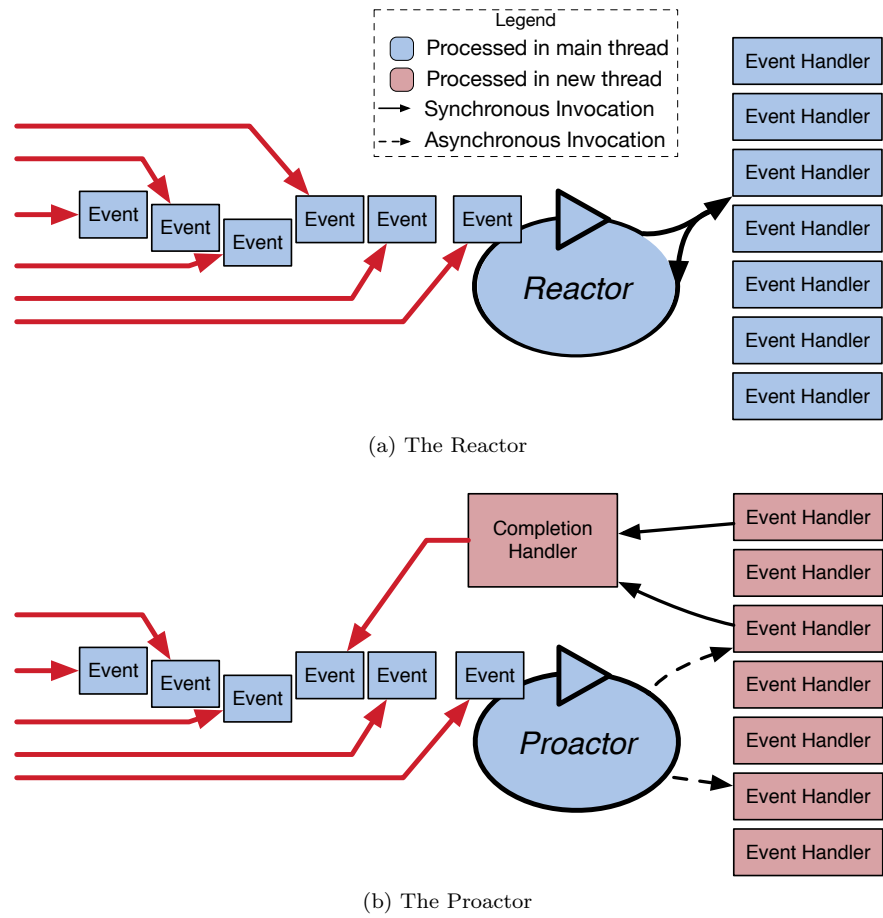 Legend
Processed in main thread
Processed in new thread
Synchronous Invocation
Asynchronous Invocation
Event Handler
Event Handler
Event Handler
Event Handler
Event Handler
Event Handler
Event Handler
Event
Event
Event
Event
Event
Event
Reactor
(a) The Reactor
Completion
Handler
Event Handler
Event Handler
Event Handler
Event Handler
Event Handler
Event Handler
Event Handler
Event
Event
Event
Event
Event
Event
Proactor
(b) The Proactor